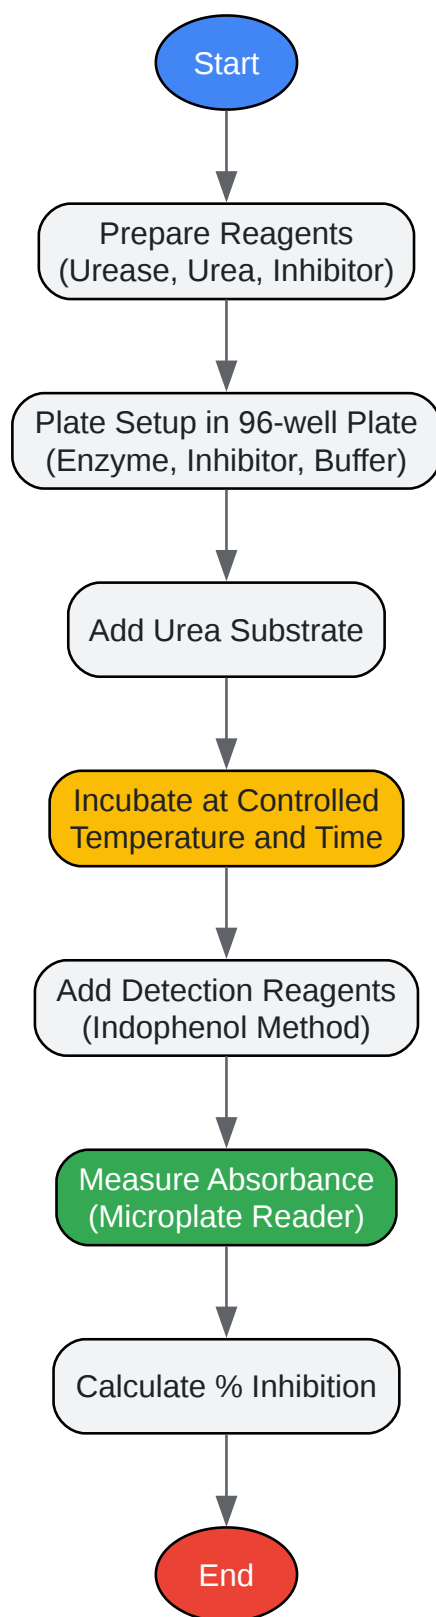 Start
Prepare Reagents
(Urease, Urea, Inhibitor)
Plate Setup in 96-well Plate
(Enzyme, Inhibitor, Buffer)
Add Urea Substrate
Incubate at Controlled
Temperature and Time
Add Detection Reagents
(Indophenol Method)
Measure Absorbance
(Microplate Reader)
Calculate % Inhibition
End